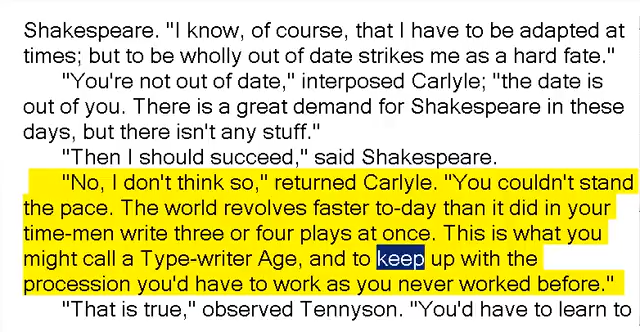 Shakespeare. "I know, of course, that I have to be adapted at
times; but to be wholly out of date strikes me as a hard fate."
"You're not out of date," interposed Carlyle; "the date is
out of you. There is a great demand for Shakespeare in these
days, but there isn't any stuff."
"Then I should succeed," said Shakespeare.
"No, I don't think so," returned Carlyle. "You couldn't stand
the pace. The world revolves faster to-day than it did in your
time-men write three or four plays at once. This is what you
might call a Type-writer Age, and to keep up with the
procession you'd have to work as you never worked before."
"That is true," observed Tennyson. "You'd have to learn to